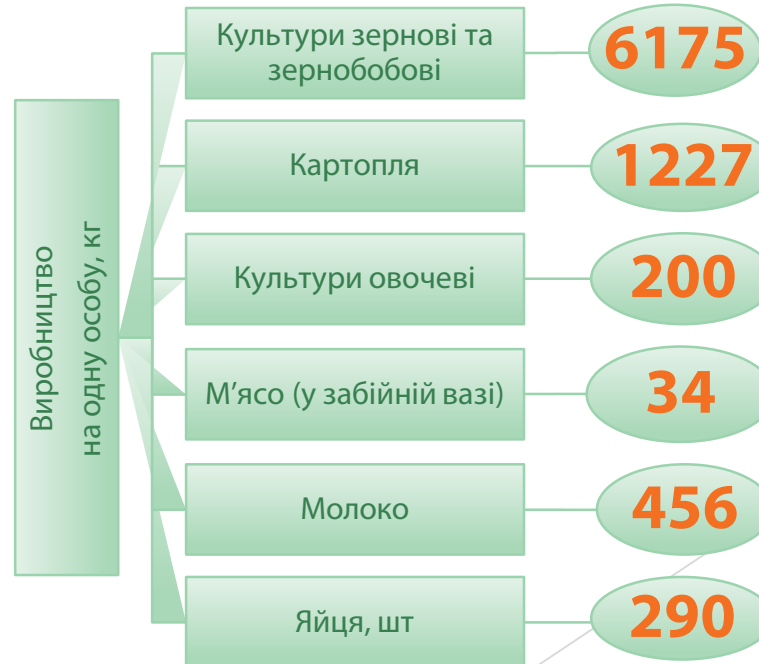 Виробництво
на одну особу, кг
Культури зернові та
зернобобові
6175
Картопля
1227
Культури овочеві
200
М’ясо (у забійній вазі)
34
Молоко
456
Яйця, шт
290